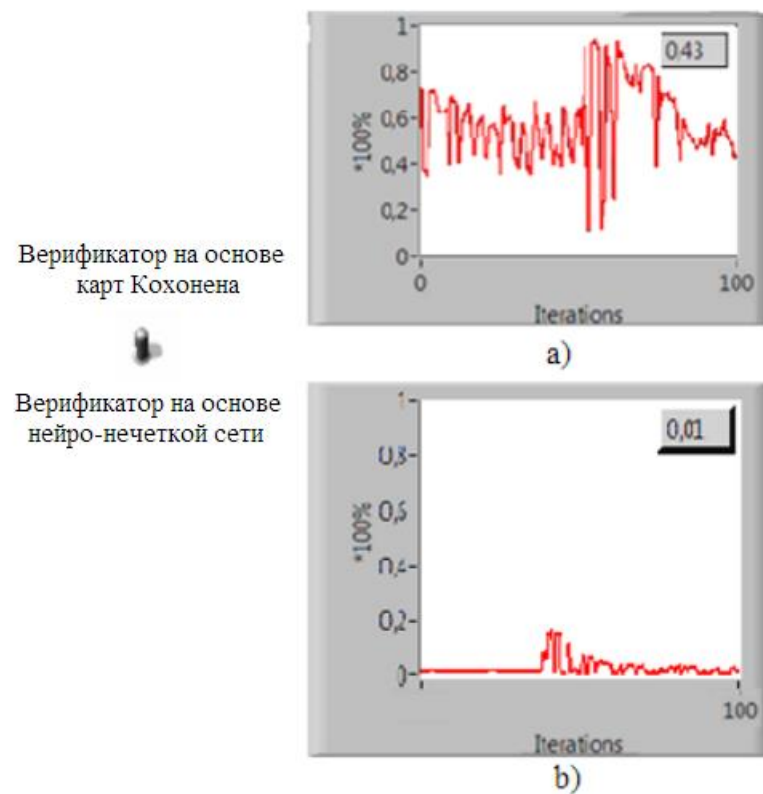 Верификатор на основе
карт Кохонена
Верификатор на основе
нейро-нечеткой сети
1
0,8
0,6
0,4
0,2
0
*100%
0,43
0
100
Iterations
a)
1
0,8
0,6
0,4
0,2
0
*100%
0,01
100
Iterations
b)